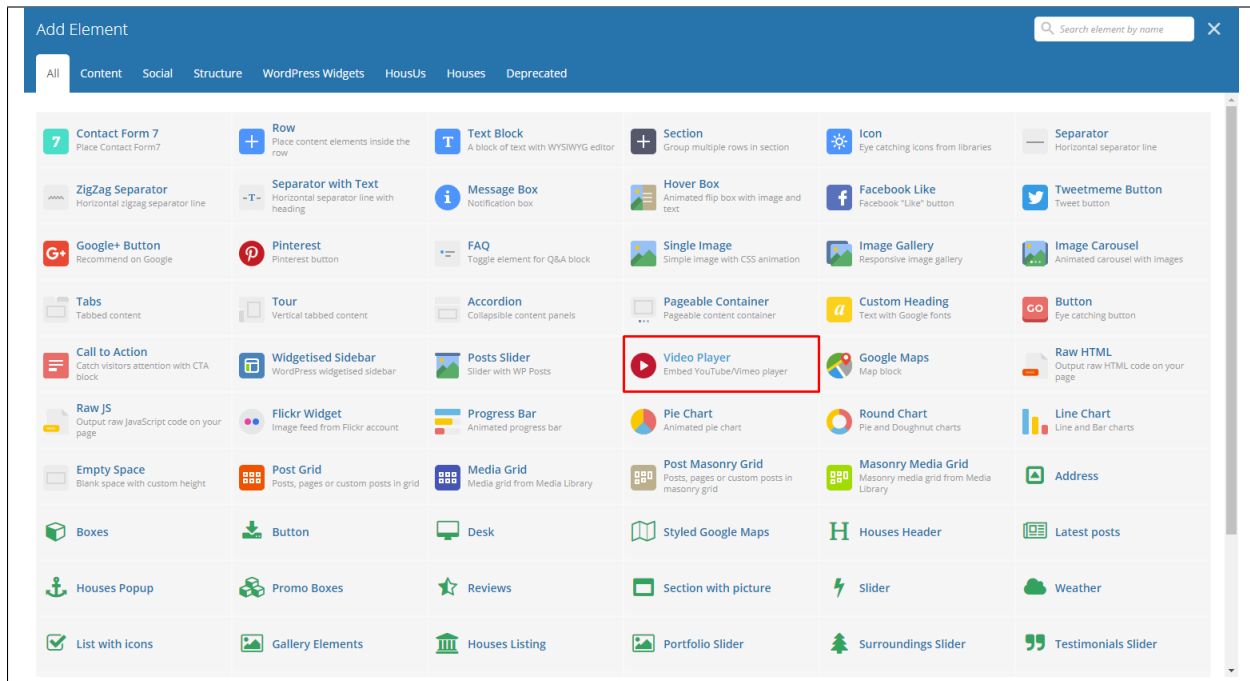 Add Element
Search element by name
All Content Social Structure WordPress Widgets HousUs Houses Deprecated
7
Contact Form 7
Place Contact Form7
Row
Place content elements inside the
row
T
Text Block
A block of text with WYSIWYG editor
Section
Group multiple rows in section
Icon
Eye catching icons from libraries
Separator
Horizontal separator line
ZigZag Separator
Horizontal zigzag separator line
-T-
Separator with Text
Horizontal separator line with
heading
i
Message Box
Notification box
Hover Box
Animated flip box with image and
text
f
Facebook Like
Facebook "Like" button
Tweetmeme Button
Tweet button
G+
Google+ Button
Recommend on Google
Pinterest
Pinterest button
FAQ
Toggle element for Q&A block
Single Image
Simple image with CSS animation
Image Gallery
Responsive image gallery
Image Carousel
Animated carousel with images
Tabs
Tabbed content
Tour
Vertical tabbed content
Accordion
Collapsible content panels
Pageable Container
Pageable content container
a
Custom Heading
Text with Google fonts
GO
Button
Eye catching button
Call to Action
Catch visitors attention with CTA
block
Widgetised Sidebar
WordPress widgetised sidebar
Posts Slider
Slider with WP Posts
Video Player
Embed YouTube/Vimeo player
Google Maps
Map block
Raw HTML
Output raw HTML code on your
page
Raw JS
Output raw JavaScript code on your
page
Flickr Widget
Image feed from Flickr account
Progress Bar
Animated progress bar
Pie Chart
Animated pie chart
Round Chart
Pie and Doughnut charts
Line Chart
Line and Bar charts
Empty Space
Blank space with custom height
Post Grid
Posts, pages or custom posts in grid
Media Grid
Media grid from Media Library
Post Masonry Grid
Posts, pages or custom posts in
masonry grid
Masonry Media Grid
Masonry media grid from Media
Library
Address
Boxes
Button
Desk
Styled Google Maps
H
Houses Header
Latest posts
Houses Popup
Promo Boxes
Reviews
Section with picture
Slider
Weather
List with icons
Gallery Elements
Houses Listing
Portfolio Slider
Surroundings Slider
Testimonials Slider